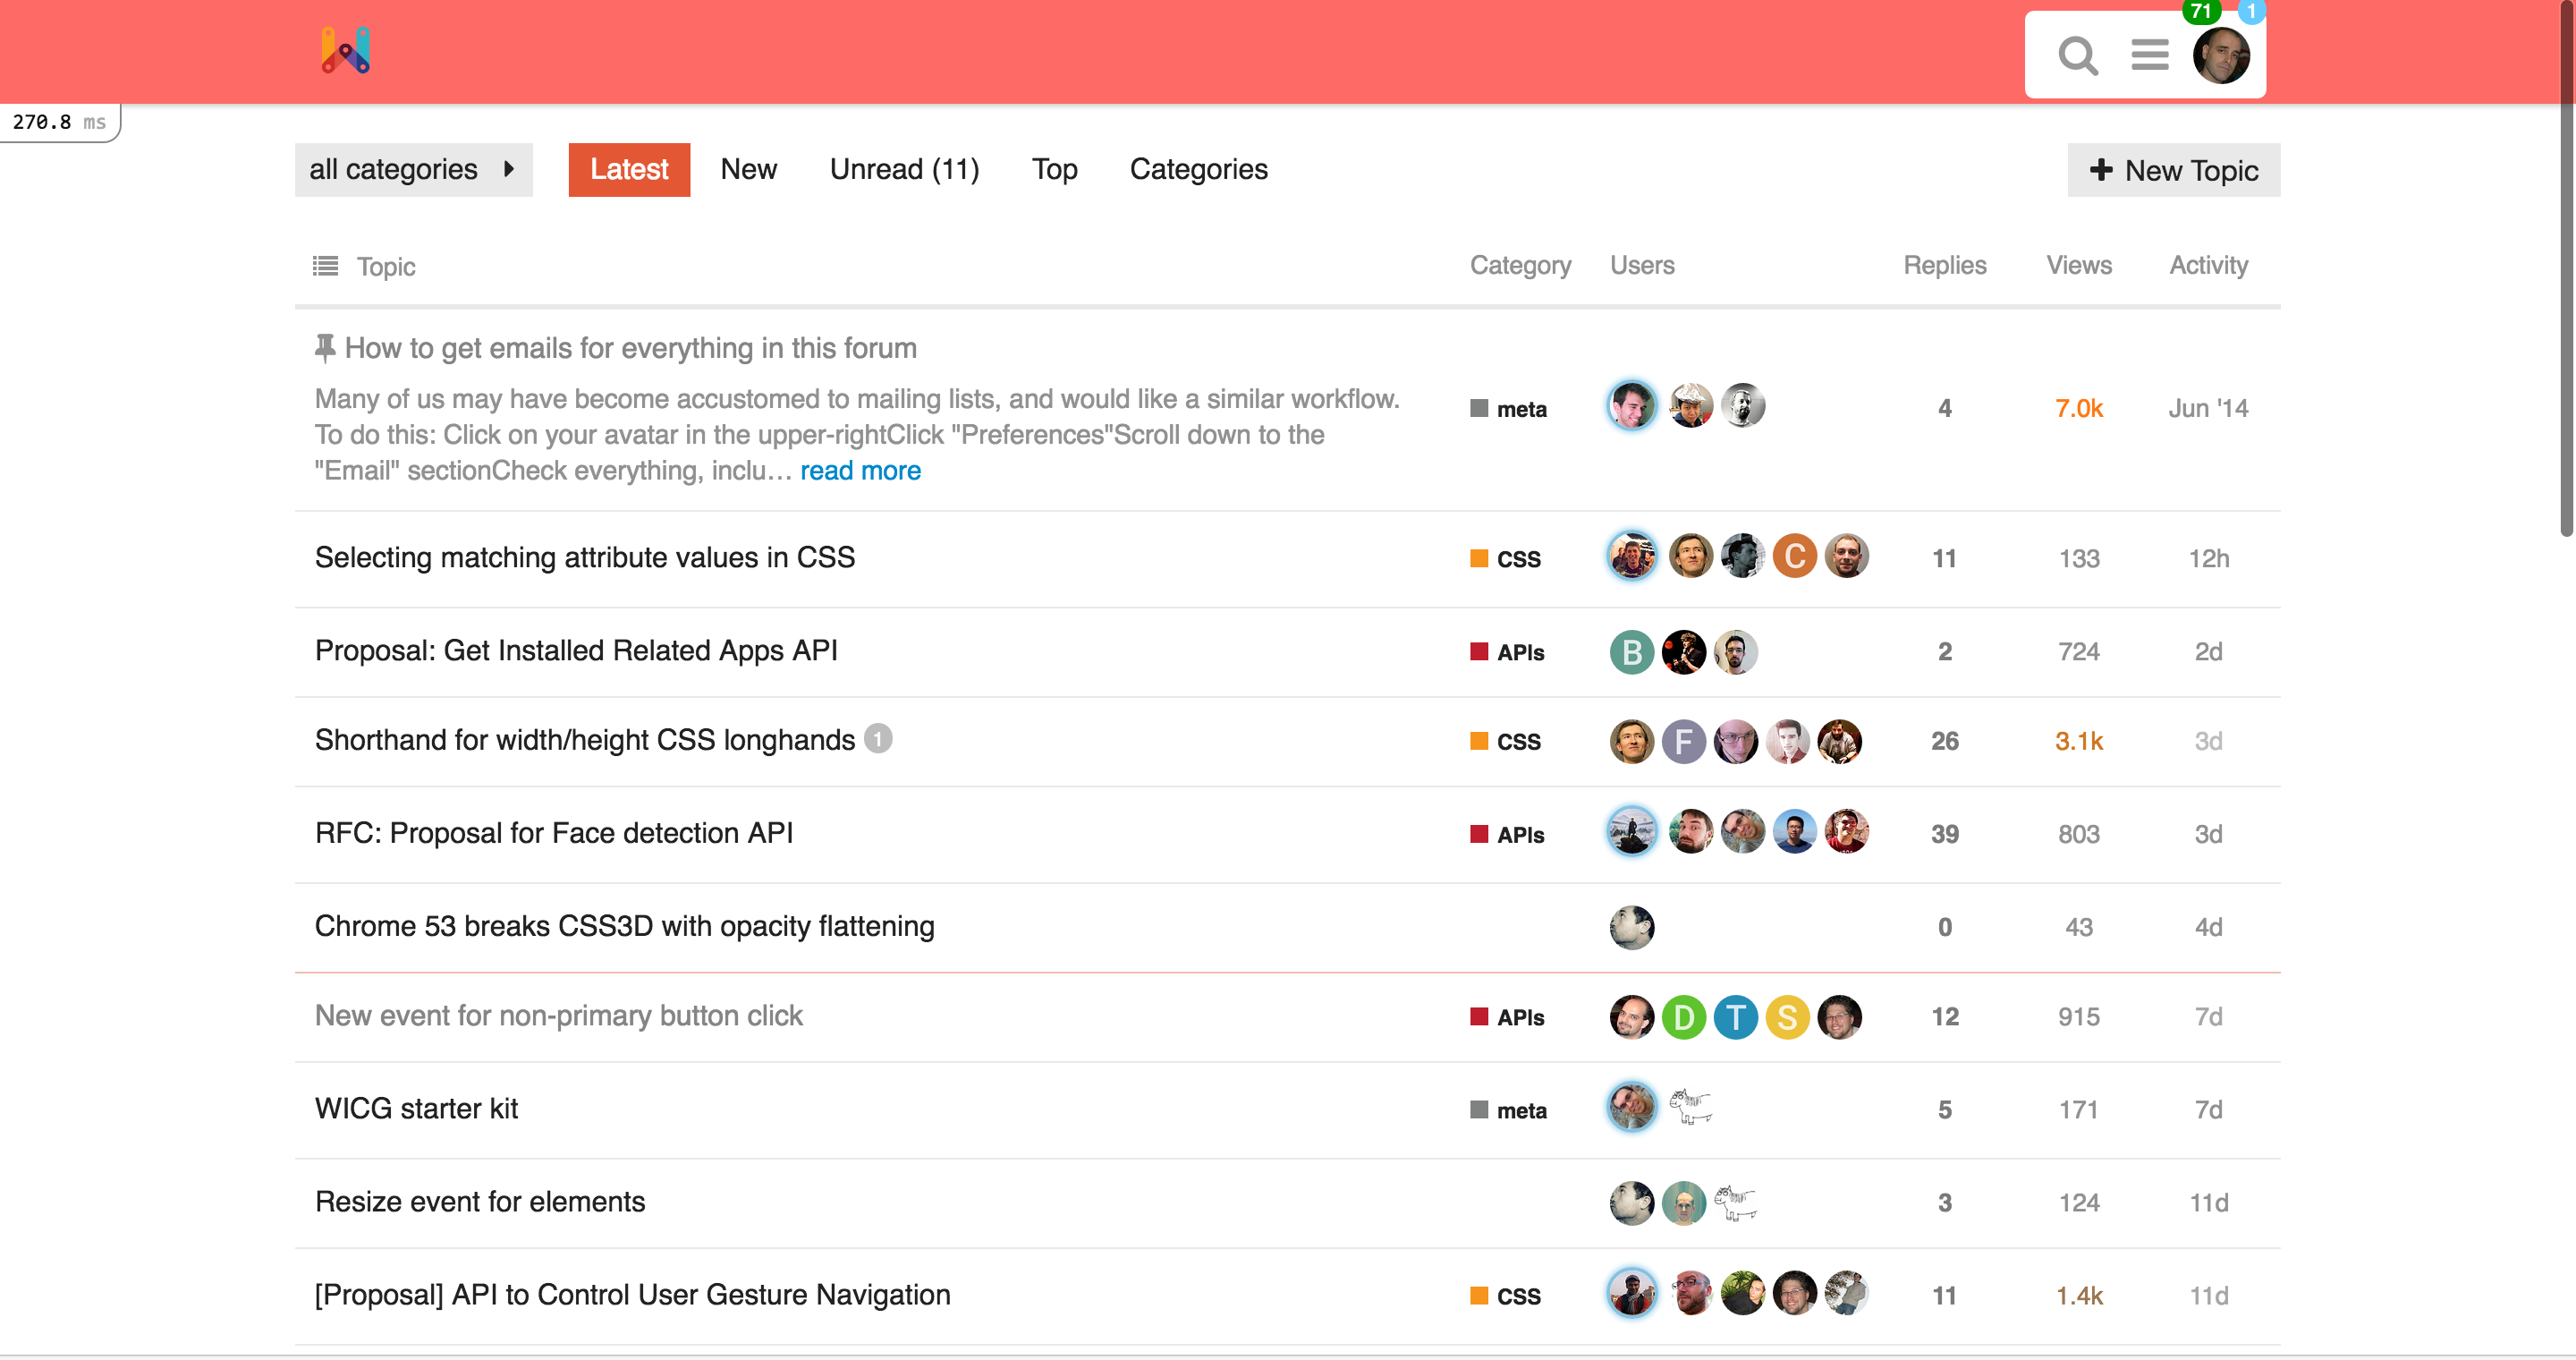 71 1
270.8 ms
all categories Latest New Unread (11) Top Categories + New Topic
Topic Category Users Replies Views Activity
How to get emails for everything in this forum
Many of us may have become accustomed to mailing lists, and would like a similar workflow.
To do this: Click on your avatar in the upper-rightClick "Preferences"Scroll down to the
"Email" sectionCheck everything, inclu… read more
meta 4 7.0k Jun '14
Selecting matching attribute values in CSS CSS C 11 133 12h
Proposal: Get Installed Related Apps API APIs B 2 724 2d
Shorthand for width/height CSS longhands 1 CSS F 26 3.1k 3d
RFC: Proposal for Face detection API APIs 39 803 3d
Chrome 53 breaks CSS3D with opacity flattening 0 43 4d
New event for non-primary button click APIs D T S 12 915 7d
WICG starter kit meta 5 171 7d
Resize event for elements 3 124 11d
[Proposal] API to Control User Gesture Navigation CSS 11 1.4k 11d